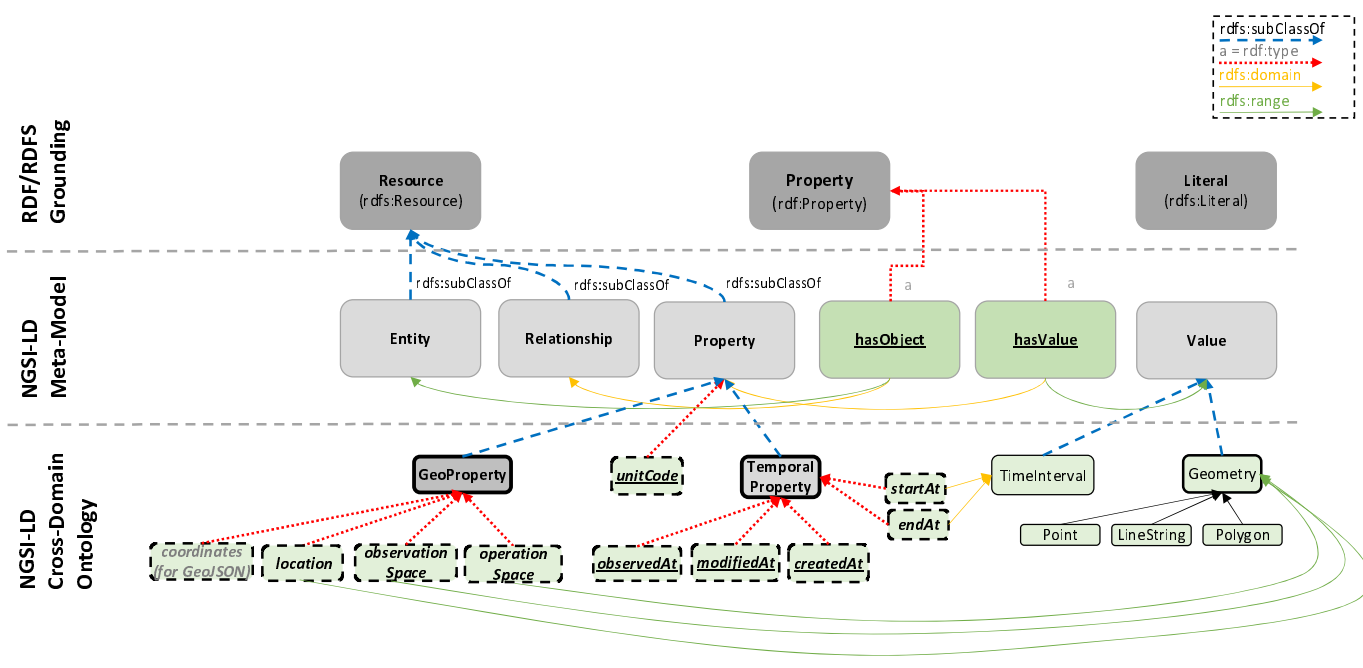 rdfs:subClassOf
a = rdf:type
rdfs:domain
rdfs:range
RDF/RDFS
Grounding
Resource
(rdfs:Resource)
Property
(rdf:Property)
Literal
(rdfs:Literal)
NGSI-LD
Meta-Model
rdfs:subClassOf
rdfs:subClassOf
rdfs:subClassOf
a
a
Entity
Relationship
Property
hasObject
hasValue
Value
NGSI-LD
Cross-Domain
Ontology
GeoProperty
unitCode
Temporal
Property
startAt
endAt
TimeInterval
Geometry
Point
LineString
Polygon
coordinates
(for GeoJSON)
location
observation
Space
operation
Space
observedAt
modifiedAt
createdAt